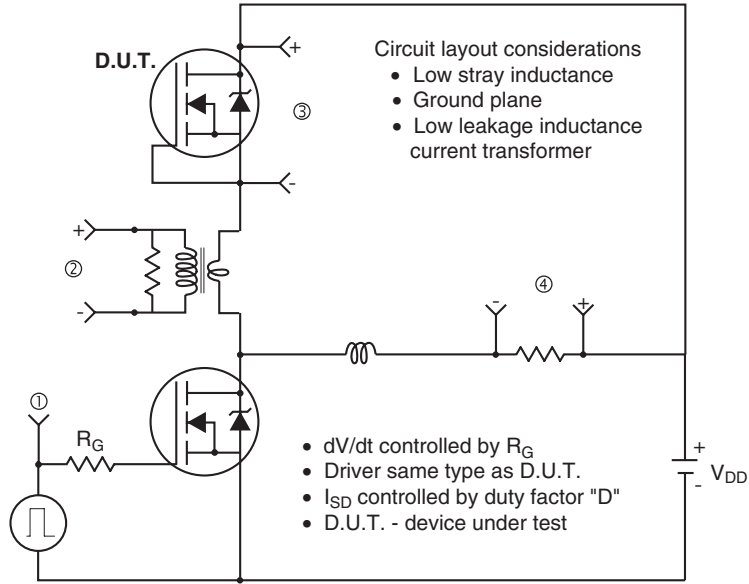 D.U.T.
+
③
-
Circuit layout considerations
• Low stray inductance
• Ground plane
• Low leakage inductance
current transformer
+
②
-
-
④
+
①
R_G
• dV/dt controlled by R_G
• Driver same type as D.U.T.
• I_SD controlled by duty factor "D"
• D.U.T. - device under test
+
V_DD
-